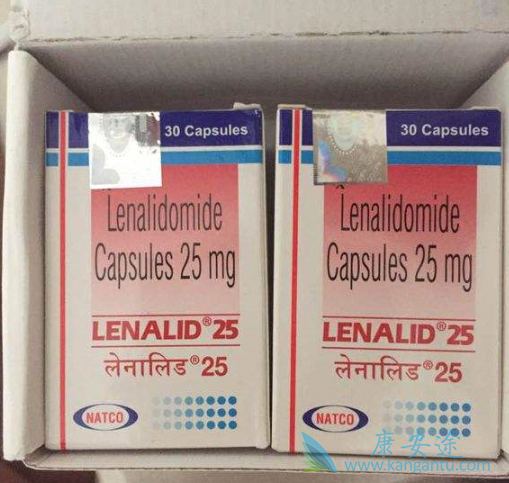 30 Capsules
Lenalidomide
Capsules 25 mg
LENALID®25
लेनालिड®25
NATCO
30 Capsules
Lenalidomide
Capsules 25 mg
LENALID®25
लेनालिड®25
NATCO
康安途
www.kangantu.com